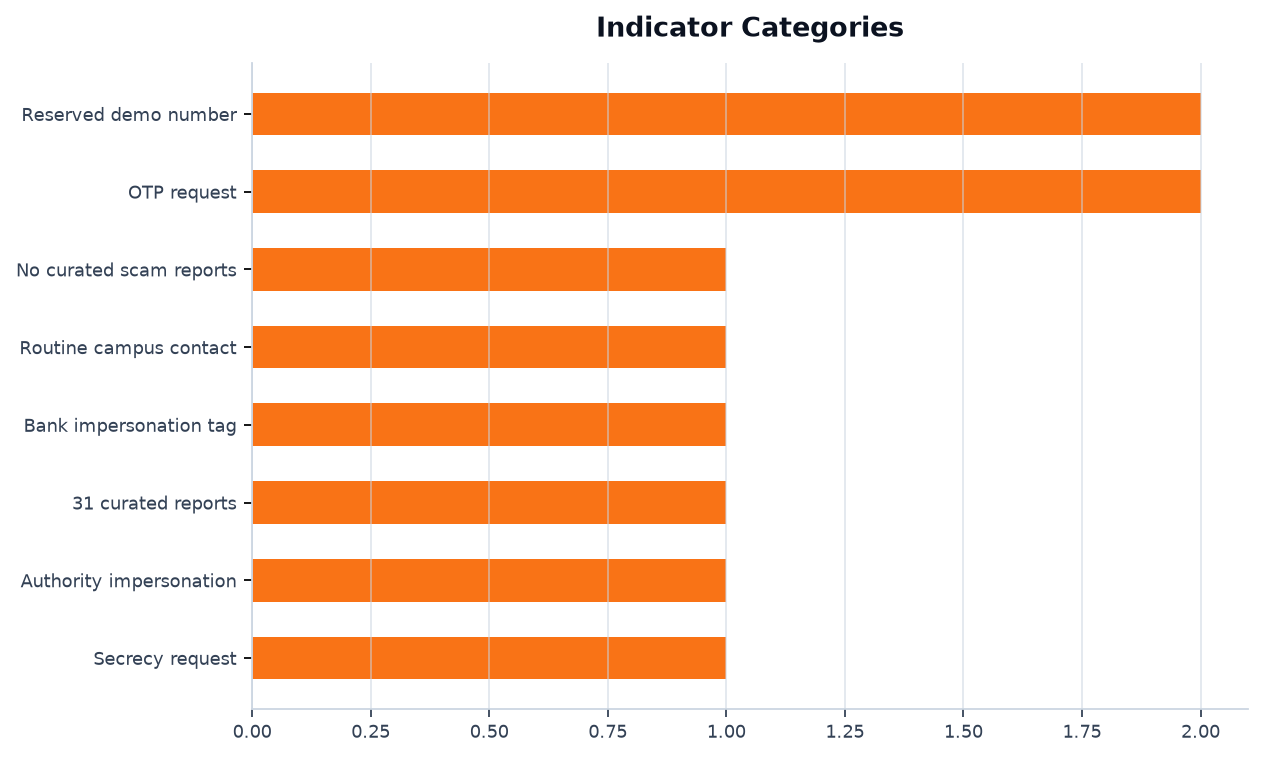 Indicator Categories
Reserved demo number
OTP request
No curated scam reports
Routine campus contact
Bank impersonation tag
31 curated reports
Authority impersonation
Secrecy request
0.00 0.25 0.50 0.75 1.00 1.25 1.50 1.75 2.00